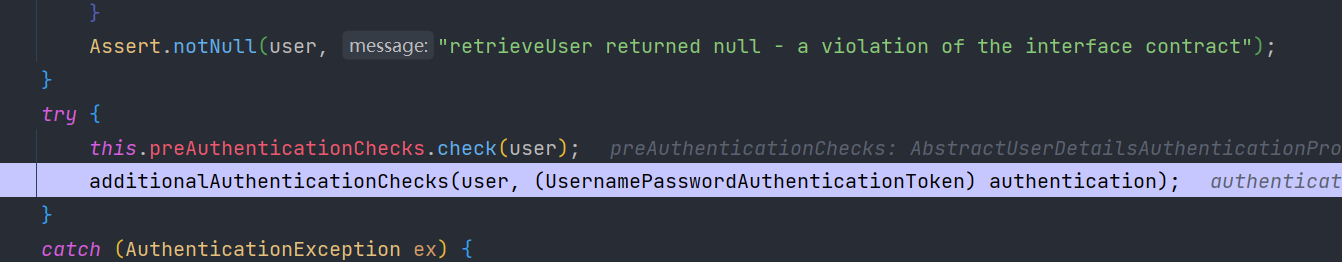 }
Assert.notNull(user, message: "retrieveUser returned null - a violation of the interface contract");
}
try {
this.preAuthenticationChecks.check(user); preAuthenticationChecks: AbstractUserDetailsAuthenticationPro
additionalAuthenticationChecks(user, (UsernamePasswordAuthenticationToken) authentication); authenticat
}
catch (AuthenticationException ex) {